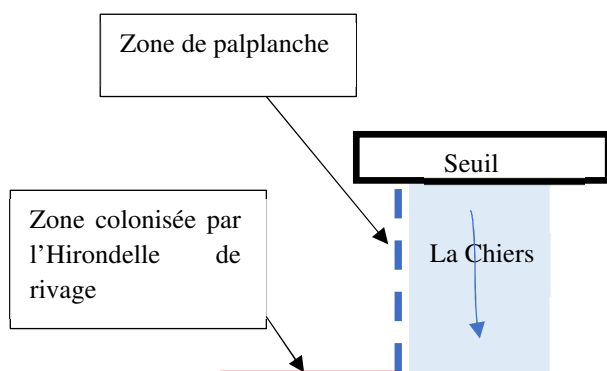 Zone de palplanche
Seuil
Zone colonisée par
l'Hirondelle de
rivage
La Chiers